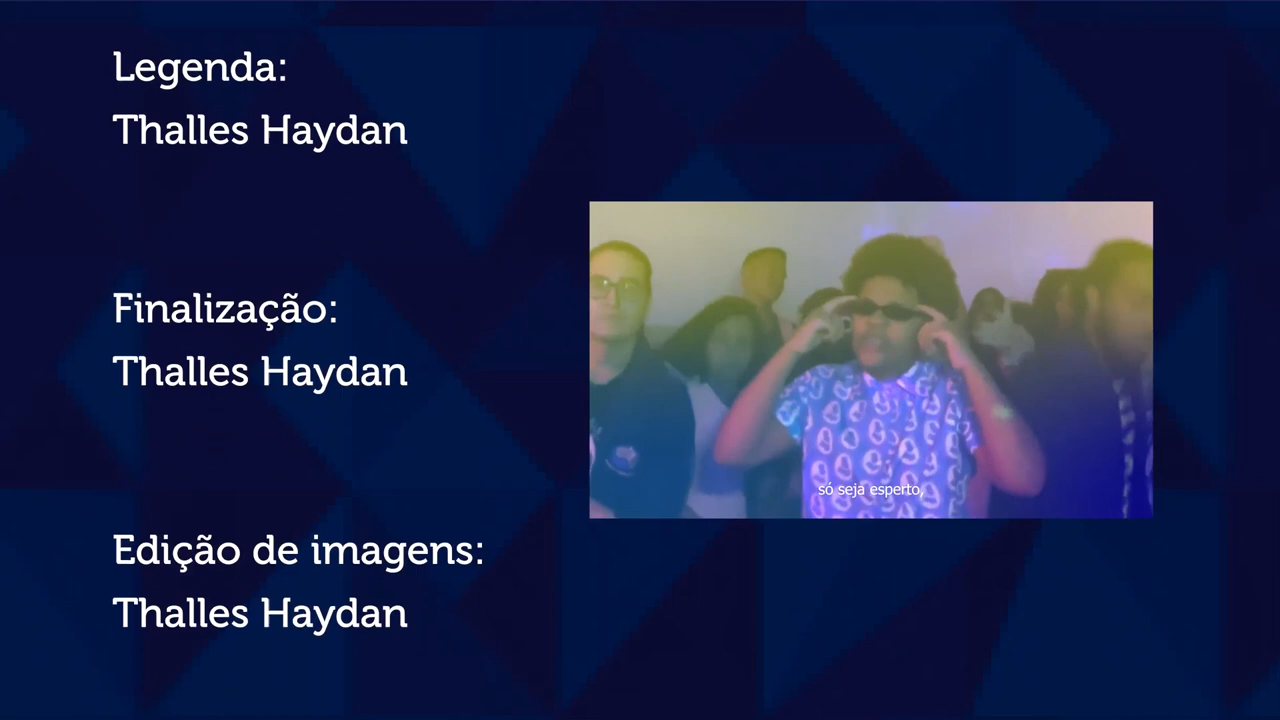 Legenda:
Thalles Haydan
Finalização:
Thalles Haydan
Edição de imagens:
Thalles Haydan
só seja esperto,